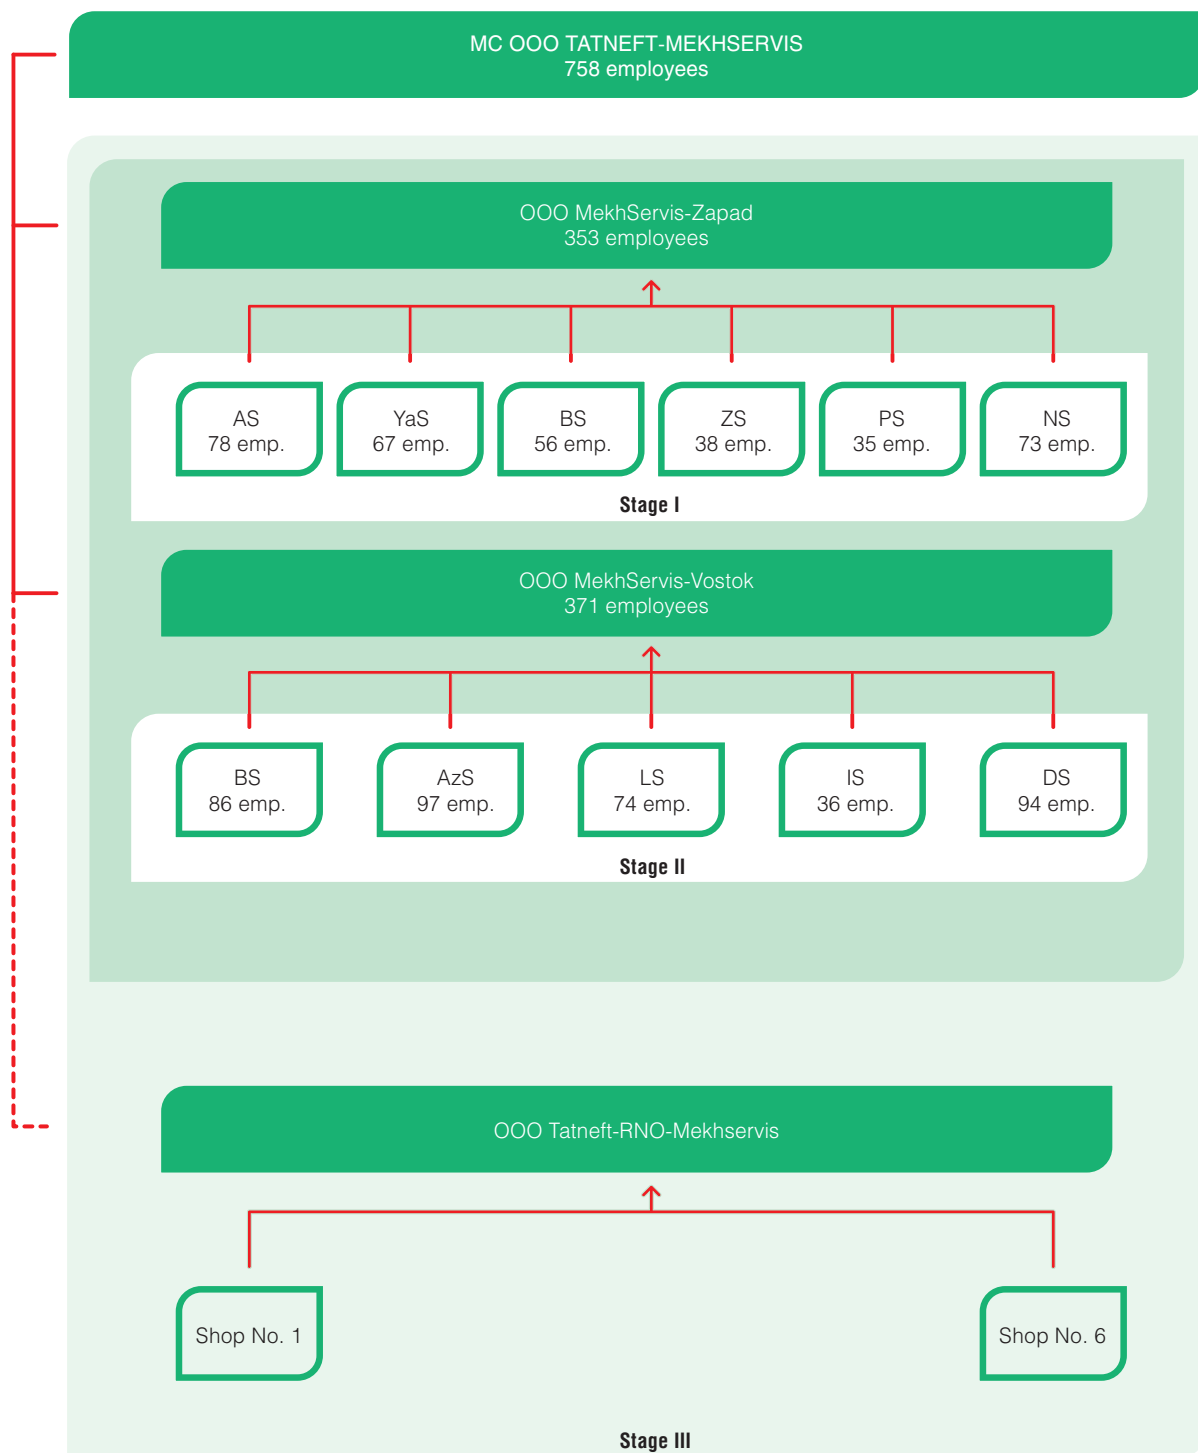 MC OOO TATNEFT-MEKHSERVIS
758 employees
OOO MekhServis-Zapad
353 employees
AS
78 emp.
YaS
67 emp.
BS
56 emp.
ZS
38 emp.
PS
35 emp.
NS
73 emp.
Stage I
OOO MekhServis-Vostok
371 employees
BS
86 emp.
AzS
97 emp.
LS
74 emp.
IS
36 emp.
DS
94 emp.
Stage II
OOO Tatneft-RNO-Mekhservis
Shop No. 1
Shop No. 6
Stage III